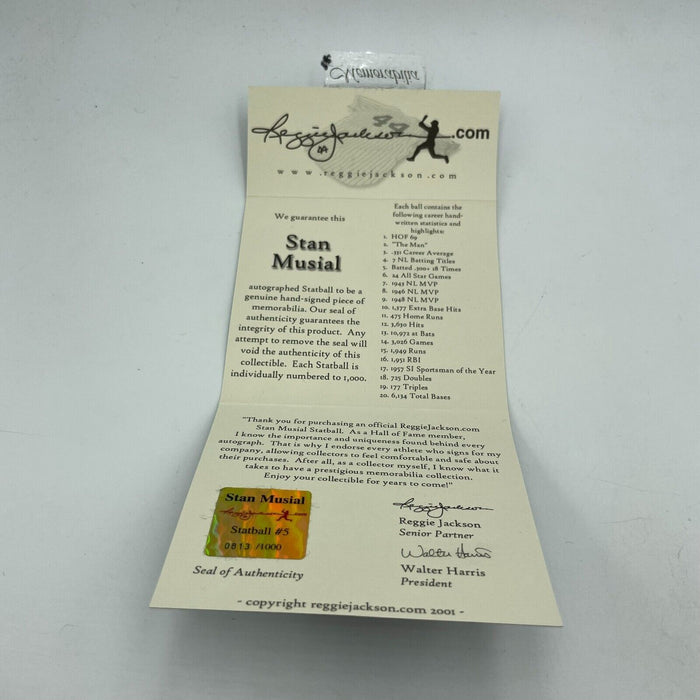 Memorabilia
Reggie Jackson 44 .com
www.reggiejackson.com
We guarantee this
Stan
Musial
autographed Statball to be a
genuine hand-signed piece of
memorabilia. Our seal of
authenticity guarantees the
integrity of this product. Any
attempt to remove the seal will
void the authenticity of this
collectible. Each Statball is
individually numbered to 1,000.
Each ball contains the
following career hand-
written statistics and
highlights:
1. HOF 69
2. "The Man"
3. .331 Career Average
4. 7 NL Batting Titles
5. Batted .300+ 18 Times
6. 24 All Star Games
7. 1943 NL MVP
8. 1946 NL MVP
9. 1948 NL MVP
10. 1,377 Extra Base Hits
11. 475 Home Runs
12. 3,630 Hits
13. 10,972 at Bats
14. 3,026 Games
15. 1,949 Runs
16. 1,951 RBI
17. 1957 SI Sportsman of the Year
18. 725 Doubles
19. 177 Triples
20. 6,134 Total Bases
"Thank you for purchasing an official ReggieJackson.com
Stan Musial Statball. As a Hall of Fame member,
I know the importance and uniqueness found behind every
autograph. That is why I endorse every athlete who signs for my
company, allowing collectors to feel comfortable and safe about
their purchases. After all, as a collector myself, I know what it
takes to have a prestigious memorabilia collection.
Enjoy your collectible for years to come!"
Stan Musial
Reggie Jackson .com
Statball #5
0813 /1000
Seal of Authenticity
Reggie Jackson
Reggie Jackson
Senior Partner
Walter Harris
Walter Harris
President
- copyright reggiejackson.com 2001 -